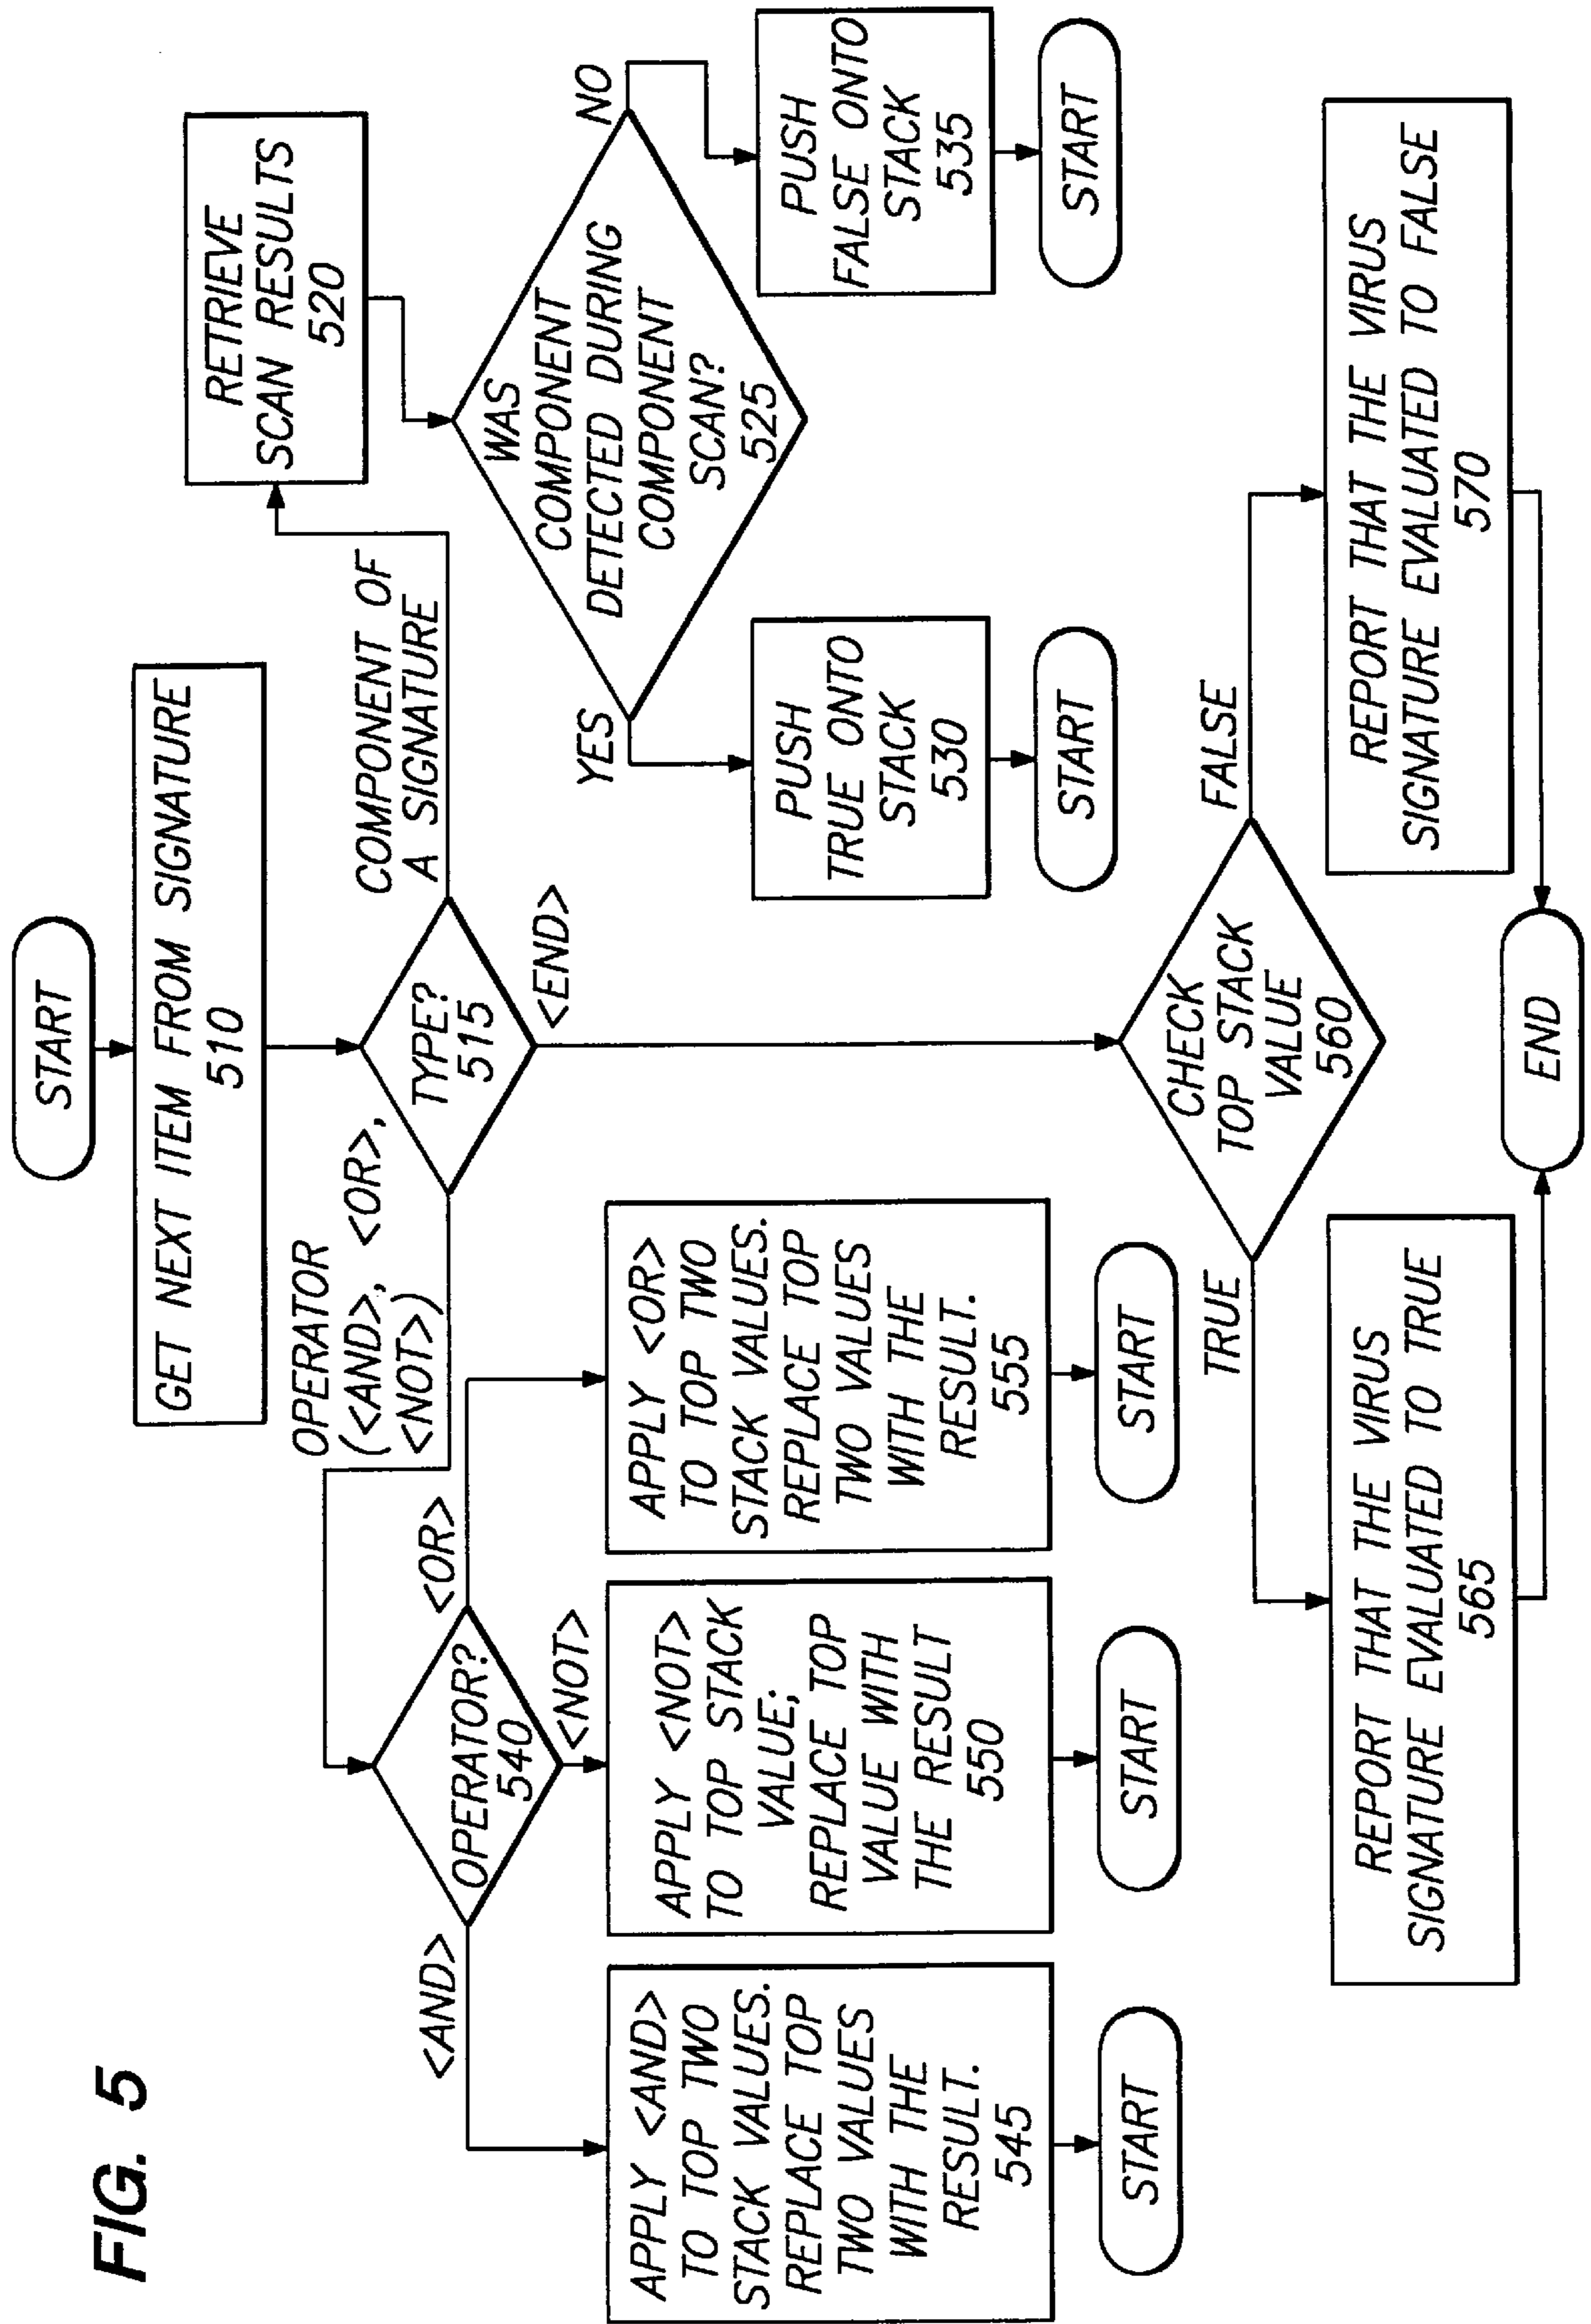 FIG. 5
START
GET NEXT ITEM FROM SIGNATURE
510
TYPE?
515
OPERATOR
(<AND>, <OR>,
<NOT>)
COMPONENT OF
A SIGNATURE
<END>
RETRIEVE
SCAN RESULTS
520
WAS
COMPONENT
DETECTED DURING
COMPONENT
SCAN?
525
YES
NO
PUSH
TRUE ONTO
STACK
530
START
PUSH
FALSE ONTO
STACK
535
START
OPERATOR?
540
<AND>
<NOT>
<OR>
APPLY <AND>
TO TOP TWO
STACK VALUES.
REPLACE TOP
TWO VALUES
WITH THE
RESULT.
545
START
APPLY <NOT>
TO TOP STACK
VALUE;
REPLACE TOP
VALUE WITH
THE RESULT
550
START
APPLY <OR>
TO TOP TWO
STACK VALUES.
REPLACE TOP
TWO VALUES
WITH THE
RESULT.
555
START
CHECK
TOP STACK
VALUE
560
TRUE
FALSE
REPORT THAT THE VIRUS
SIGNATURE EVALUATED TO TRUE
565
REPORT THAT THE VIRUS
SIGNATURE EVALUATED TO FALSE
570
END